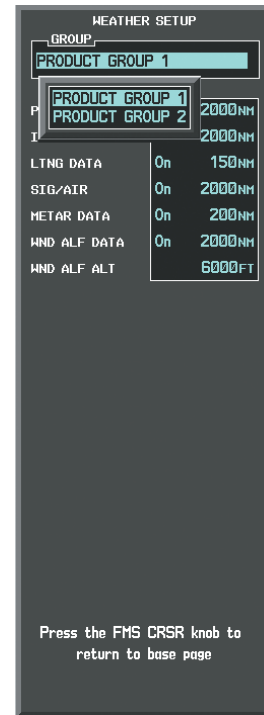 WEATHER SETUP
GROUP
PRODUCT GROUP 1
PRODUCT GROUP 1
PRODUCT GROUP 2
P 2000NM
I 2000NM
LTNG DATA On 150NM
SIG/AIR On 2000NM
METAR DATA On 200NM
WND ALF DATA On 2000NM
WND ALF ALT 6000FT
Press the FMS CRSR knob to
return to base page